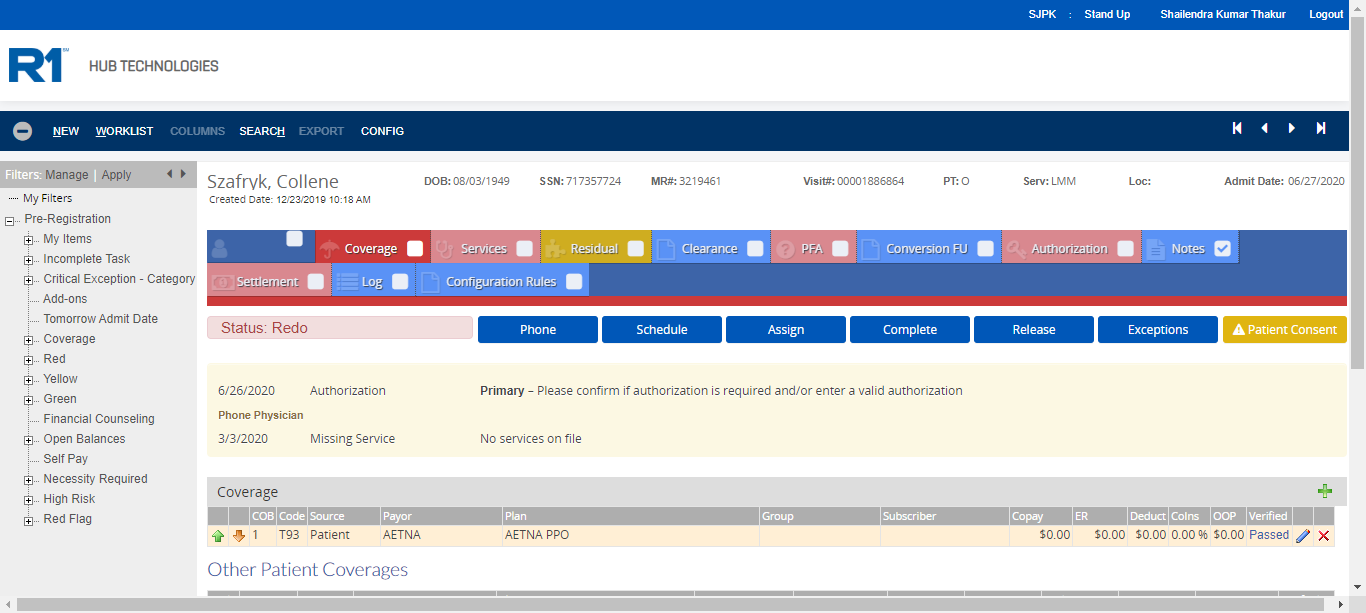 SJPK : Stand Up Shailendra Kumar Thakur Logout
R1 HUB TECHNOLOGIES
NEW WORKLIST COLUMNS SEARCH EXPORT CONFIG
Filters: Manage | Apply
My Filters
Pre-Registration
My Items
Incomplete Task
Critical Exception - Category
Add-ons
Tomorrow Admit Date
Coverage
Red
Yellow
Green
Financial Counseling
Open Balances
Self Pay
Necessity Required
High Risk
Red Flag
Szafryk, Collene DOB: 08/03/1949 SSN: 717357724 MR#: 3219461 Visit#: 00001886864 PT: O Serv: LMM Loc: Admit Date: 06/27/2020
Created Date: 12/23/2019 10:18 AM
Coverage Services Residual Clearance PFA Conversion FU Authorization Notes
Settlement Log Configuration Rules
Status: Redo Phone Schedule Assign Complete Release Exceptions Patient Consent
6/26/2020 Authorization Primary – Please confirm if authorization is required and/or enter a valid authorization
Phone Physician
3/3/2020 Missing Service No services on file
Coverage
COB Code Source Payor Plan Group Subscriber Copay ER Deduct CoIns OOP Verified
1 T93 Patient AETNA AETNA PPO $0.00 $0.00 $0.00 0.00 % $0.00 Passed
Other Patient Coverages